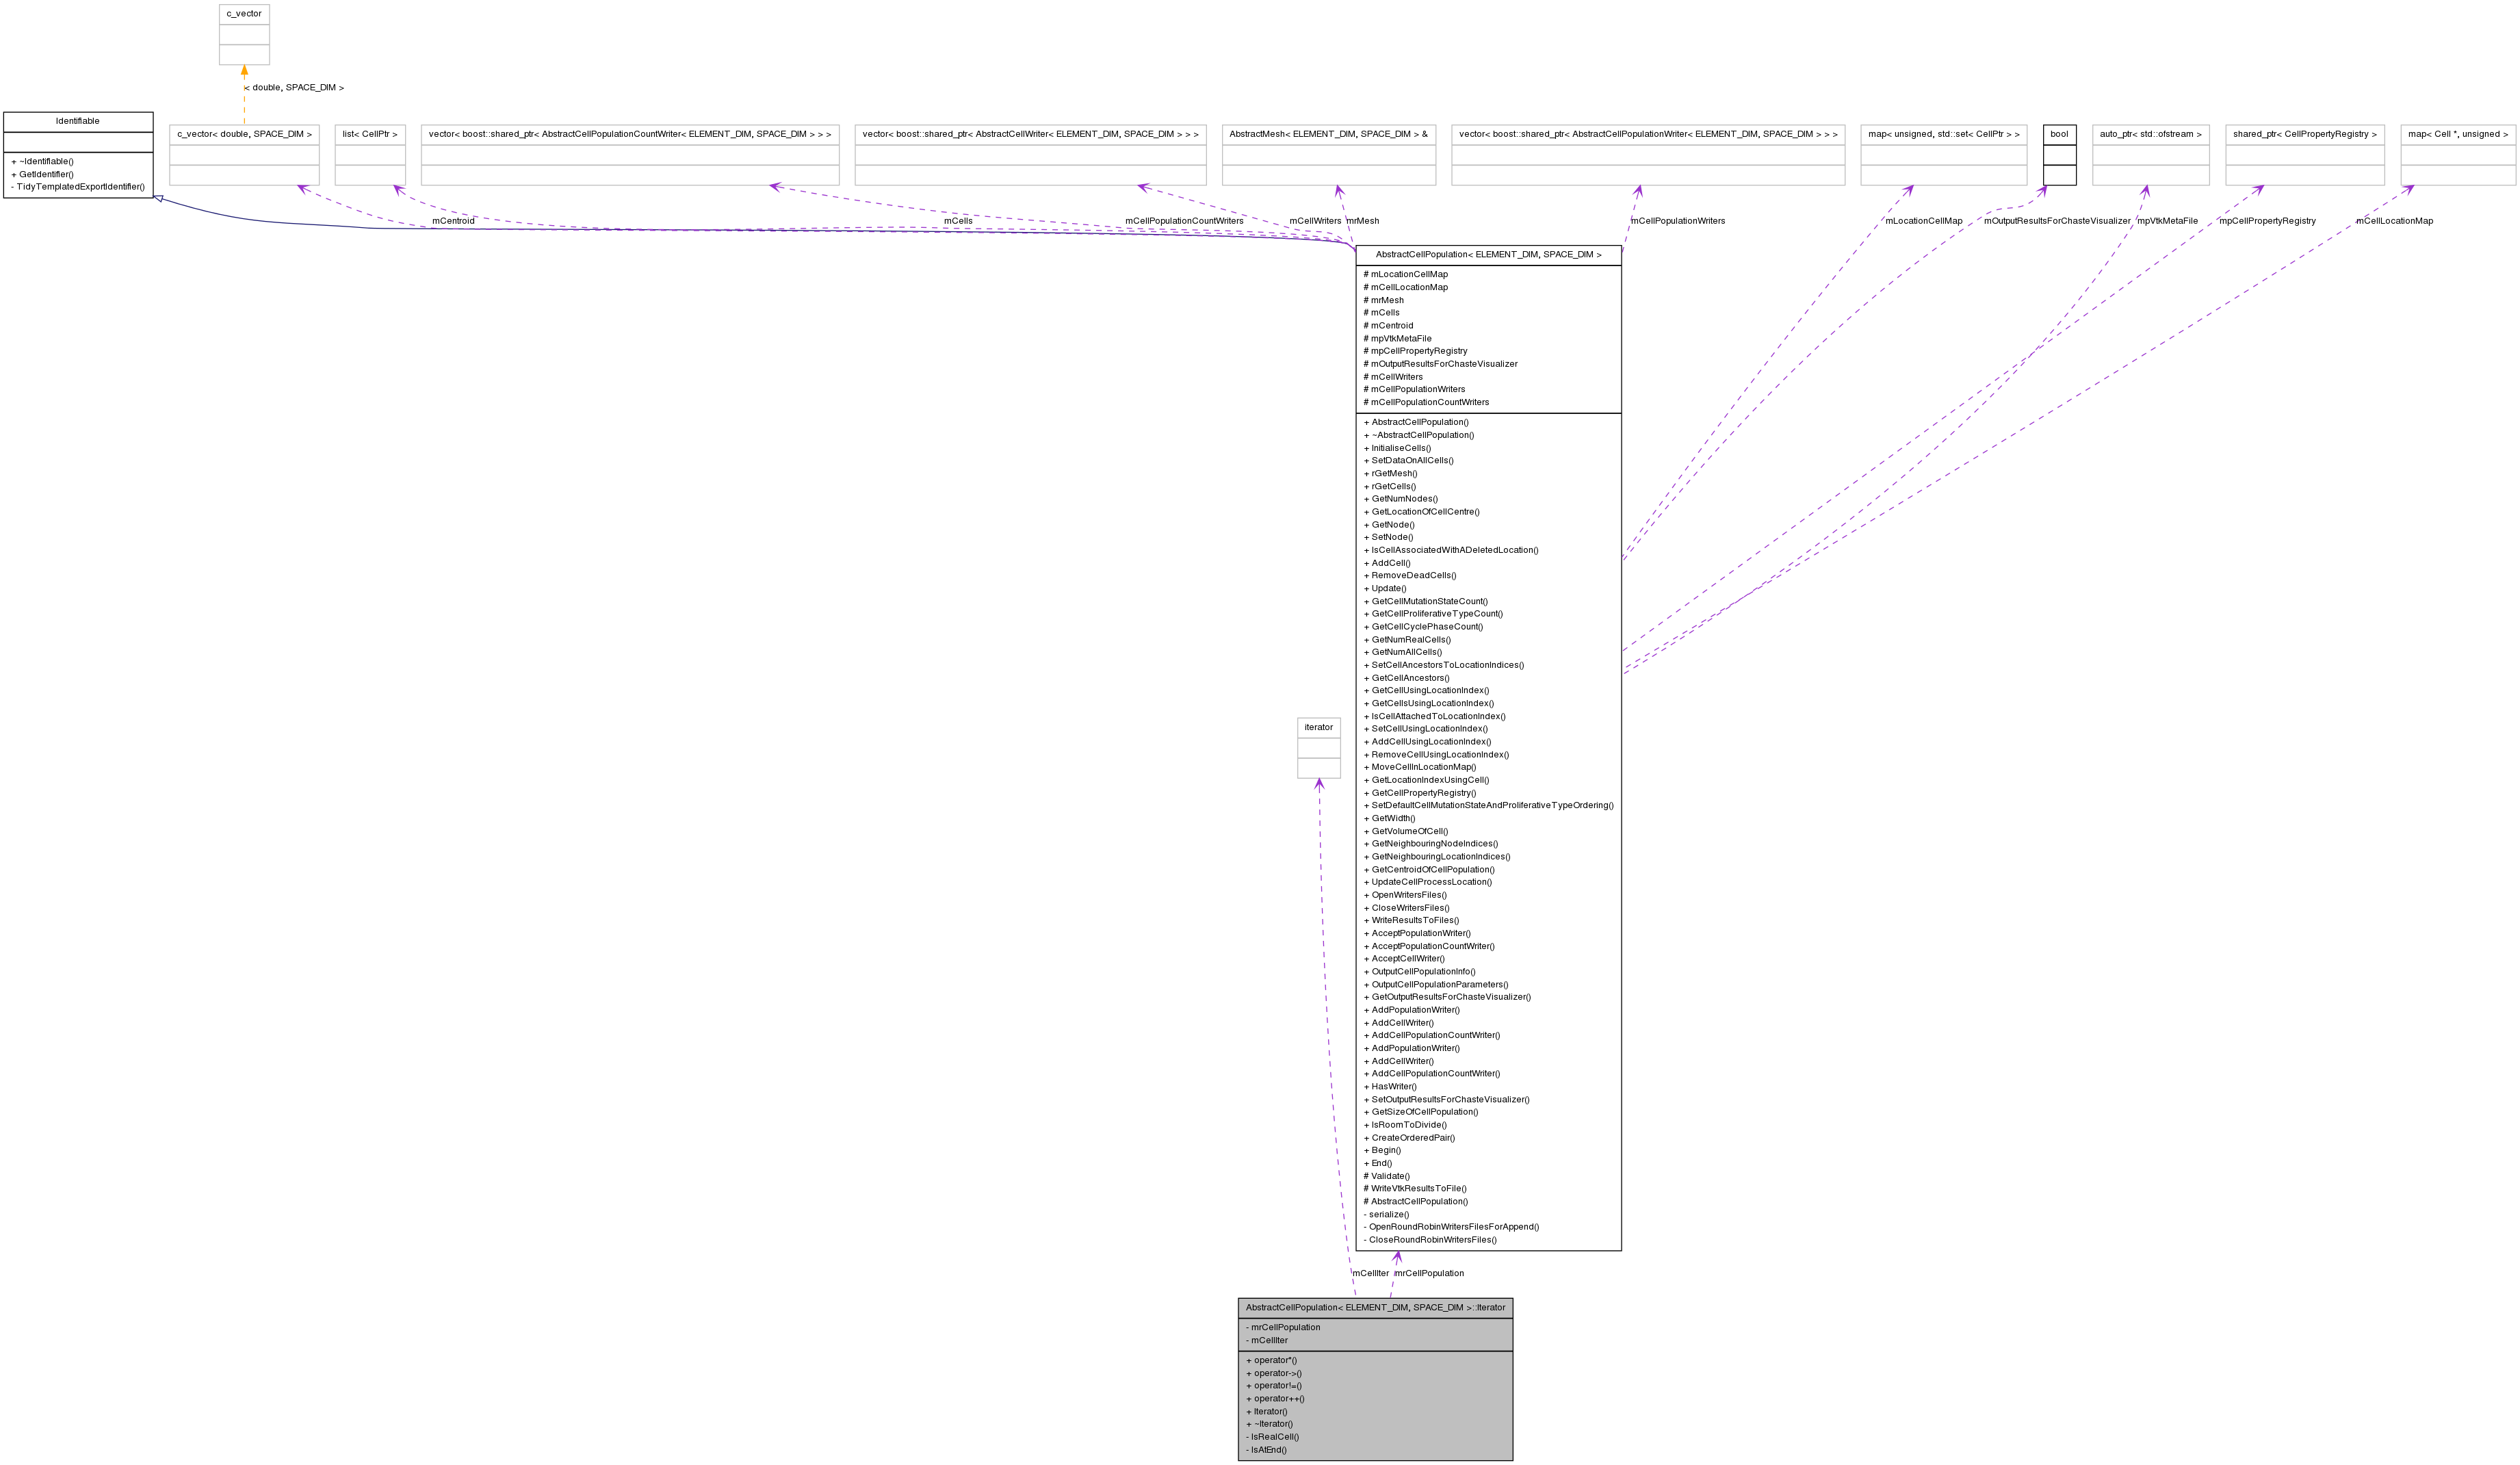 c_vector
< double, SPACE_DIM >
Identifiable
+ ~Identifiable()
+ GetIdentifier()
- TidyTemplatedExportIdentifier()
c_vector< double, SPACE_DIM >
list< CellPtr >
vector< boost::shared_ptr< AbstractCellPopulationCountWriter< ELEMENT_DIM, SPACE_DIM > > >
vector< boost::shared_ptr< AbstractCellWriter< ELEMENT_DIM, SPACE_DIM > > >
AbstractMesh< ELEMENT_DIM, SPACE_DIM > &
vector< boost::shared_ptr< AbstractCellPopulationWriter< ELEMENT_DIM, SPACE_DIM > > >
map< unsigned, std::set< CellPtr > >
bool
auto_ptr< std::ofstream >
shared_ptr< CellPropertyRegistry >
map< Cell *, unsigned >
mCentroid
mCells
mCellPopulationCountWriters
mCellWriters
mrMesh
mCellPopulationWriters
mLocationCellMap
mOutputResultsForChasteVisualizer
mpVtkMetaFile
mpCellPropertyRegistry
mCellLocationMap
AbstractCellPopulation< ELEMENT_DIM, SPACE_DIM >
# mLocationCellMap
# mCellLocationMap
# mrMesh
# mCells
# mCentroid
# mpVtkMetaFile
# mpCellPropertyRegistry
# mOutputResultsForChasteVisualizer
# mCellWriters
# mCellPopulationWriters
# mCellPopulationCountWriters
+ AbstractCellPopulation()
+ ~AbstractCellPopulation()
+ InitialiseCells()
+ SetDataOnAllCells()
+ rGetMesh()
+ rGetCells()
+ GetNumNodes()
+ GetLocationOfCellCentre()
+ GetNode()
+ SetNode()
+ IsCellAssociatedWithADeletedLocation()
+ AddCell()
+ RemoveDeadCells()
+ Update()
+ GetCellMutationStateCount()
+ GetCellProliferativeTypeCount()
+ GetCellCyclePhaseCount()
+ GetNumRealCells()
+ GetNumAllCells()
+ SetCellAncestorsToLocationIndices()
+ GetCellAncestors()
+ GetCellUsingLocationIndex()
+ GetCellsUsingLocationIndex()
+ IsCellAttachedToLocationIndex()
+ SetCellUsingLocationIndex()
+ AddCellUsingLocationIndex()
+ RemoveCellUsingLocationIndex()
+ MoveCellInLocationMap()
+ GetLocationIndexUsingCell()
+ GetCellPropertyRegistry()
+ SetDefaultCellMutationStateAndProliferativeTypeOrdering()
+ GetWidth()
+ GetVolumeOfCell()
+ GetNeighbouringNodeIndices()
+ GetNeighbouringLocationIndices()
+ GetCentroidOfCellPopulation()
+ UpdateCellProcessLocation()
+ OpenWritersFiles()
+ CloseWritersFiles()
+ WriteResultsToFiles()
+ AcceptPopulationWriter()
+ AcceptPopulationCountWriter()
+ AcceptCellWriter()
+ OutputCellPopulationInfo()
+ OutputCellPopulationParameters()
+ GetOutputResultsForChasteVisualizer()
+ AddPopulationWriter()
+ AddCellWriter()
+ AddCellPopulationCountWriter()
+ AddPopulationWriter()
+ AddCellWriter()
+ AddCellPopulationCountWriter()
+ HasWriter()
+ SetOutputResultsForChasteVisualizer()
+ GetSizeOfCellPopulation()
+ IsRoomToDivide()
+ CreateOrderedPair()
+ Begin()
+ End()
# Validate()
# WriteVtkResultsToFile()
# AbstractCellPopulation()
- serialize()
- OpenRoundRobinWritersFilesForAppend()
- CloseRoundRobinWritersFiles()
iterator
mCellIter
mrCellPopulation
AbstractCellPopulation< ELEMENT_DIM, SPACE_DIM >::Iterator
- mrCellPopulation
- mCellIter
+ operator*()
+ operator->()
+ operator!=()
+ operator++()
+ Iterator()
+ ~Iterator()
- IsRealCell()
- IsAtEnd()